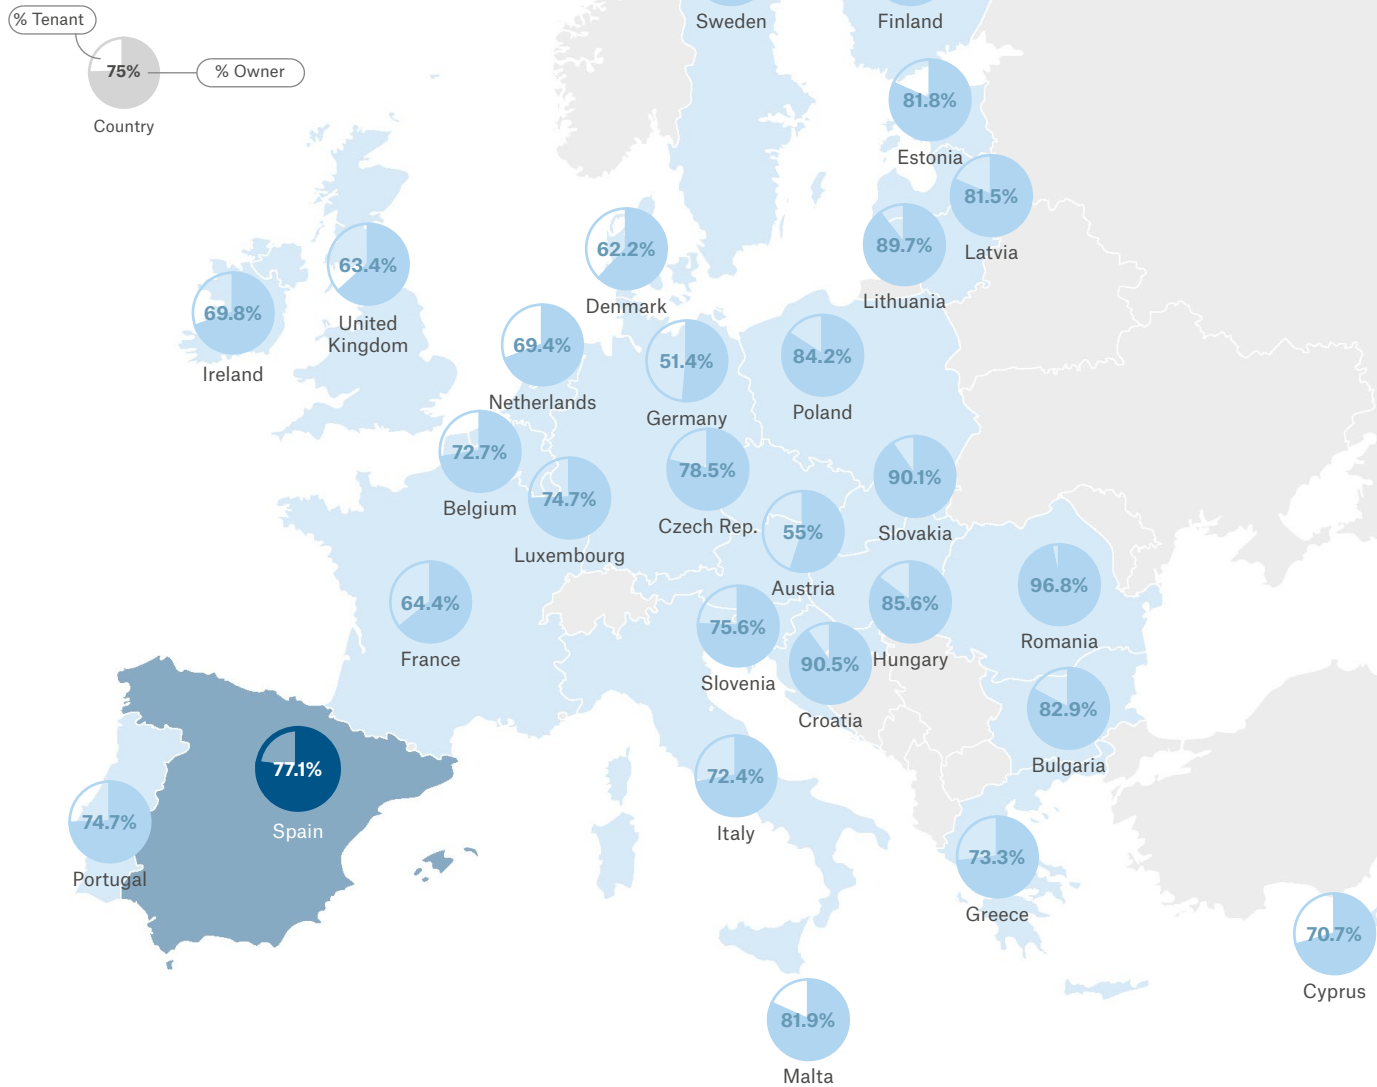 % Tenant
75%
% Owner
Country
Sweden
Finland
81.8%
Estonia
81.5%
Latvia
89.7%
Lithuania
62.2%
Denmark
63.4%
United
Kingdom
69.8%
Ireland
69.4%
Netherlands
51.4%
Germany
84.2%
Poland
72.7%
Belgium
74.7%
Luxembourg
78.5%
Czech Rep.
90.1%
Slovakia
55%
Austria
64.4%
France
75.6%
Slovenia
90.5%
Croatia
85.6%
Hungary
96.8%
Romania
82.9%
Bulgaria
77.1%
Spain
74.7%
Portugal
72.4%
Italy
73.3%
Greece
70.7%
Cyprus
81.9%
Malta